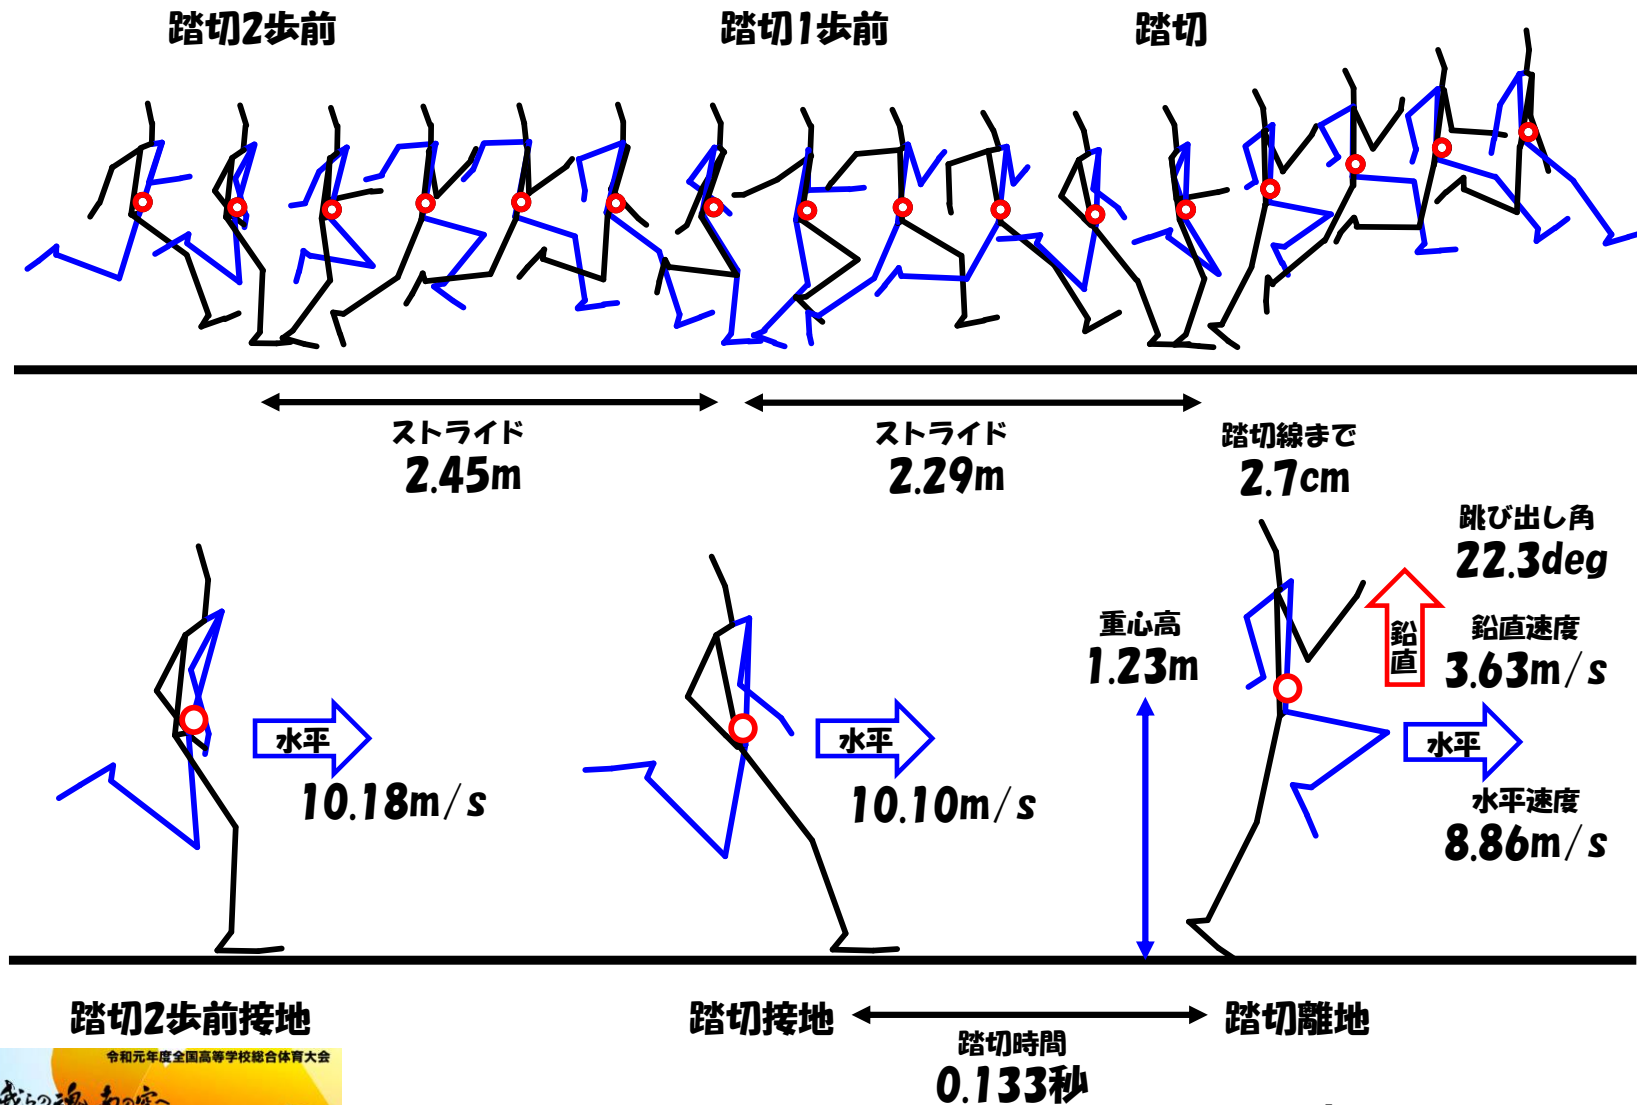 踏切2歩前
踏切1歩前
踏切
ストライド
2.45m
ストライド
2.29m
踏切線まで
2.7cm
跳び出し角
22.3deg
重心高
1.23m
鉛直
鉛直速度
3.63m/s
水平
10.18m/s
水平
10.10m/s
水平
水平速度
8.86m/s
踏切2歩前接地
踏切接地
踏切離地
踏切時間
0.133秒
令和元年度全国高等学校総合体育大会